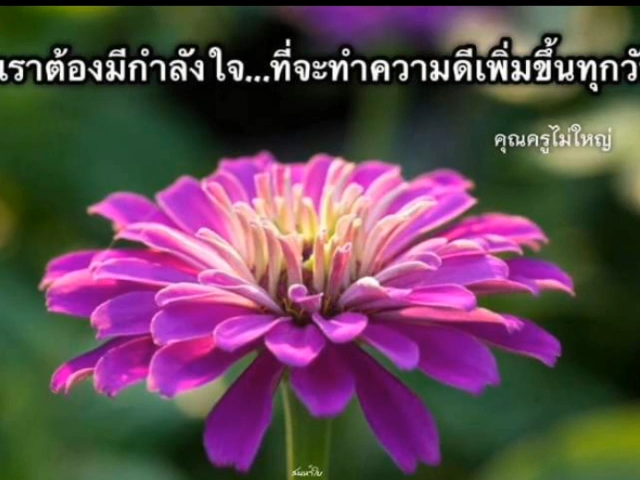 เราต้องมีกำลังใจ...ที่จะทำความดีเพิ่มขึ้นทุกวั
คุณครูไม่ใหญ่